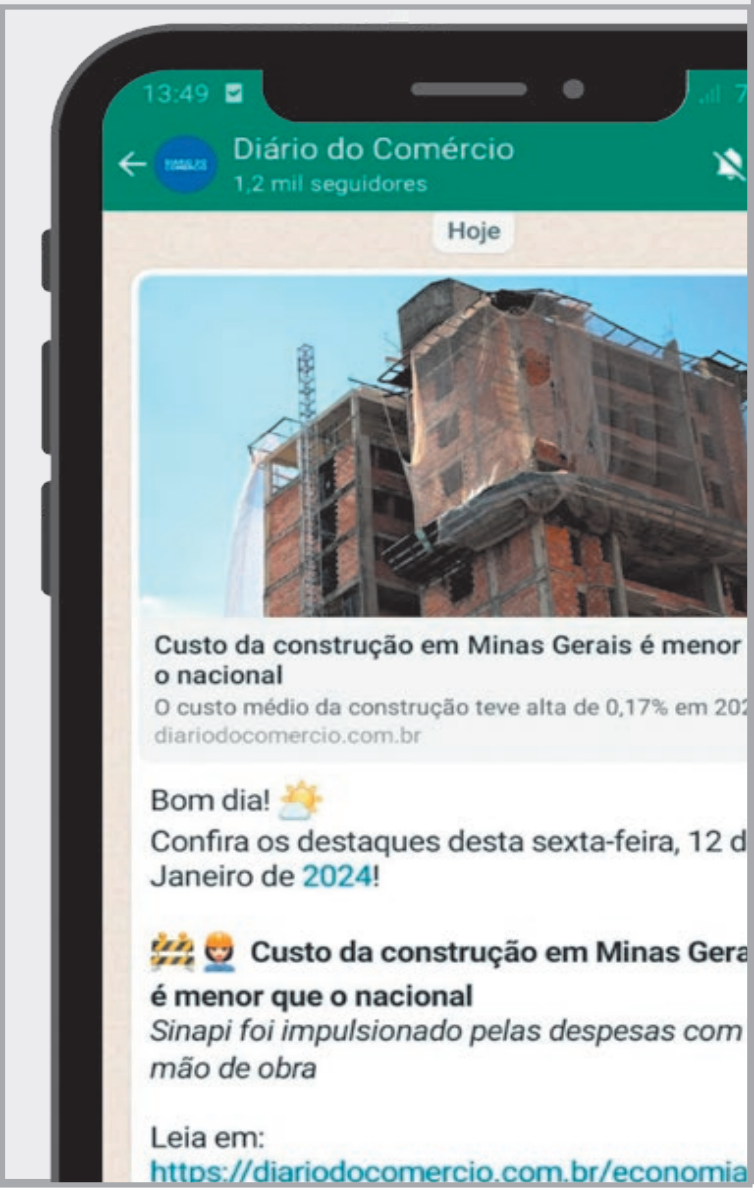 13:49
Diário do Comércio
1,2 mil seguidores
Hoje
Custo da construção em Minas Gerais é menor
o nacional
O custo médio da construção teve alta de 0,17% em
diariodocomercio.com.br
Bom dia!
Confira os destaques desta sexta-feira, 12 d
Janeiro de 2024!
Custo da construção em Minas Gera
é menor que o nacional
Sinapi foi impulsionado pelas despesas com
mão de obra
Leia em:
https://diariodocomercio.com.br/economia